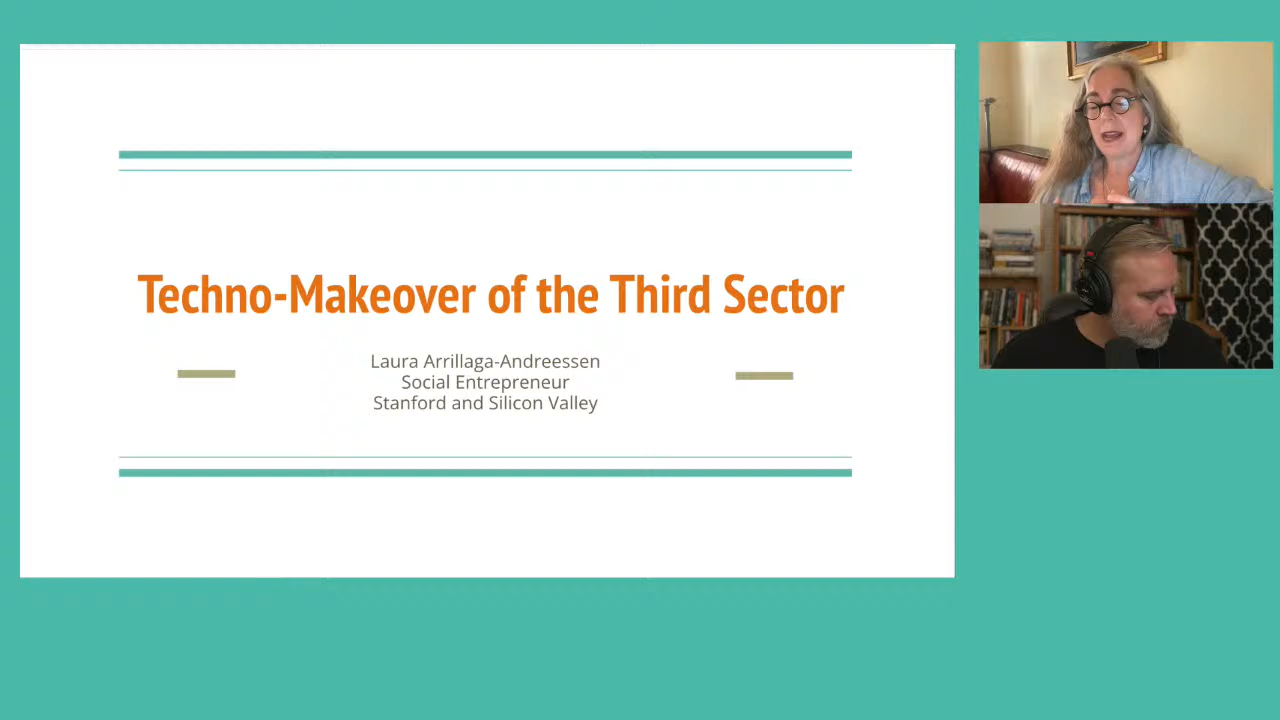 Techno-Makeover of the Third Sector
Laura Arrillaga-Andreessen
Social Entrepreneur
Stanford and Silicon Valley